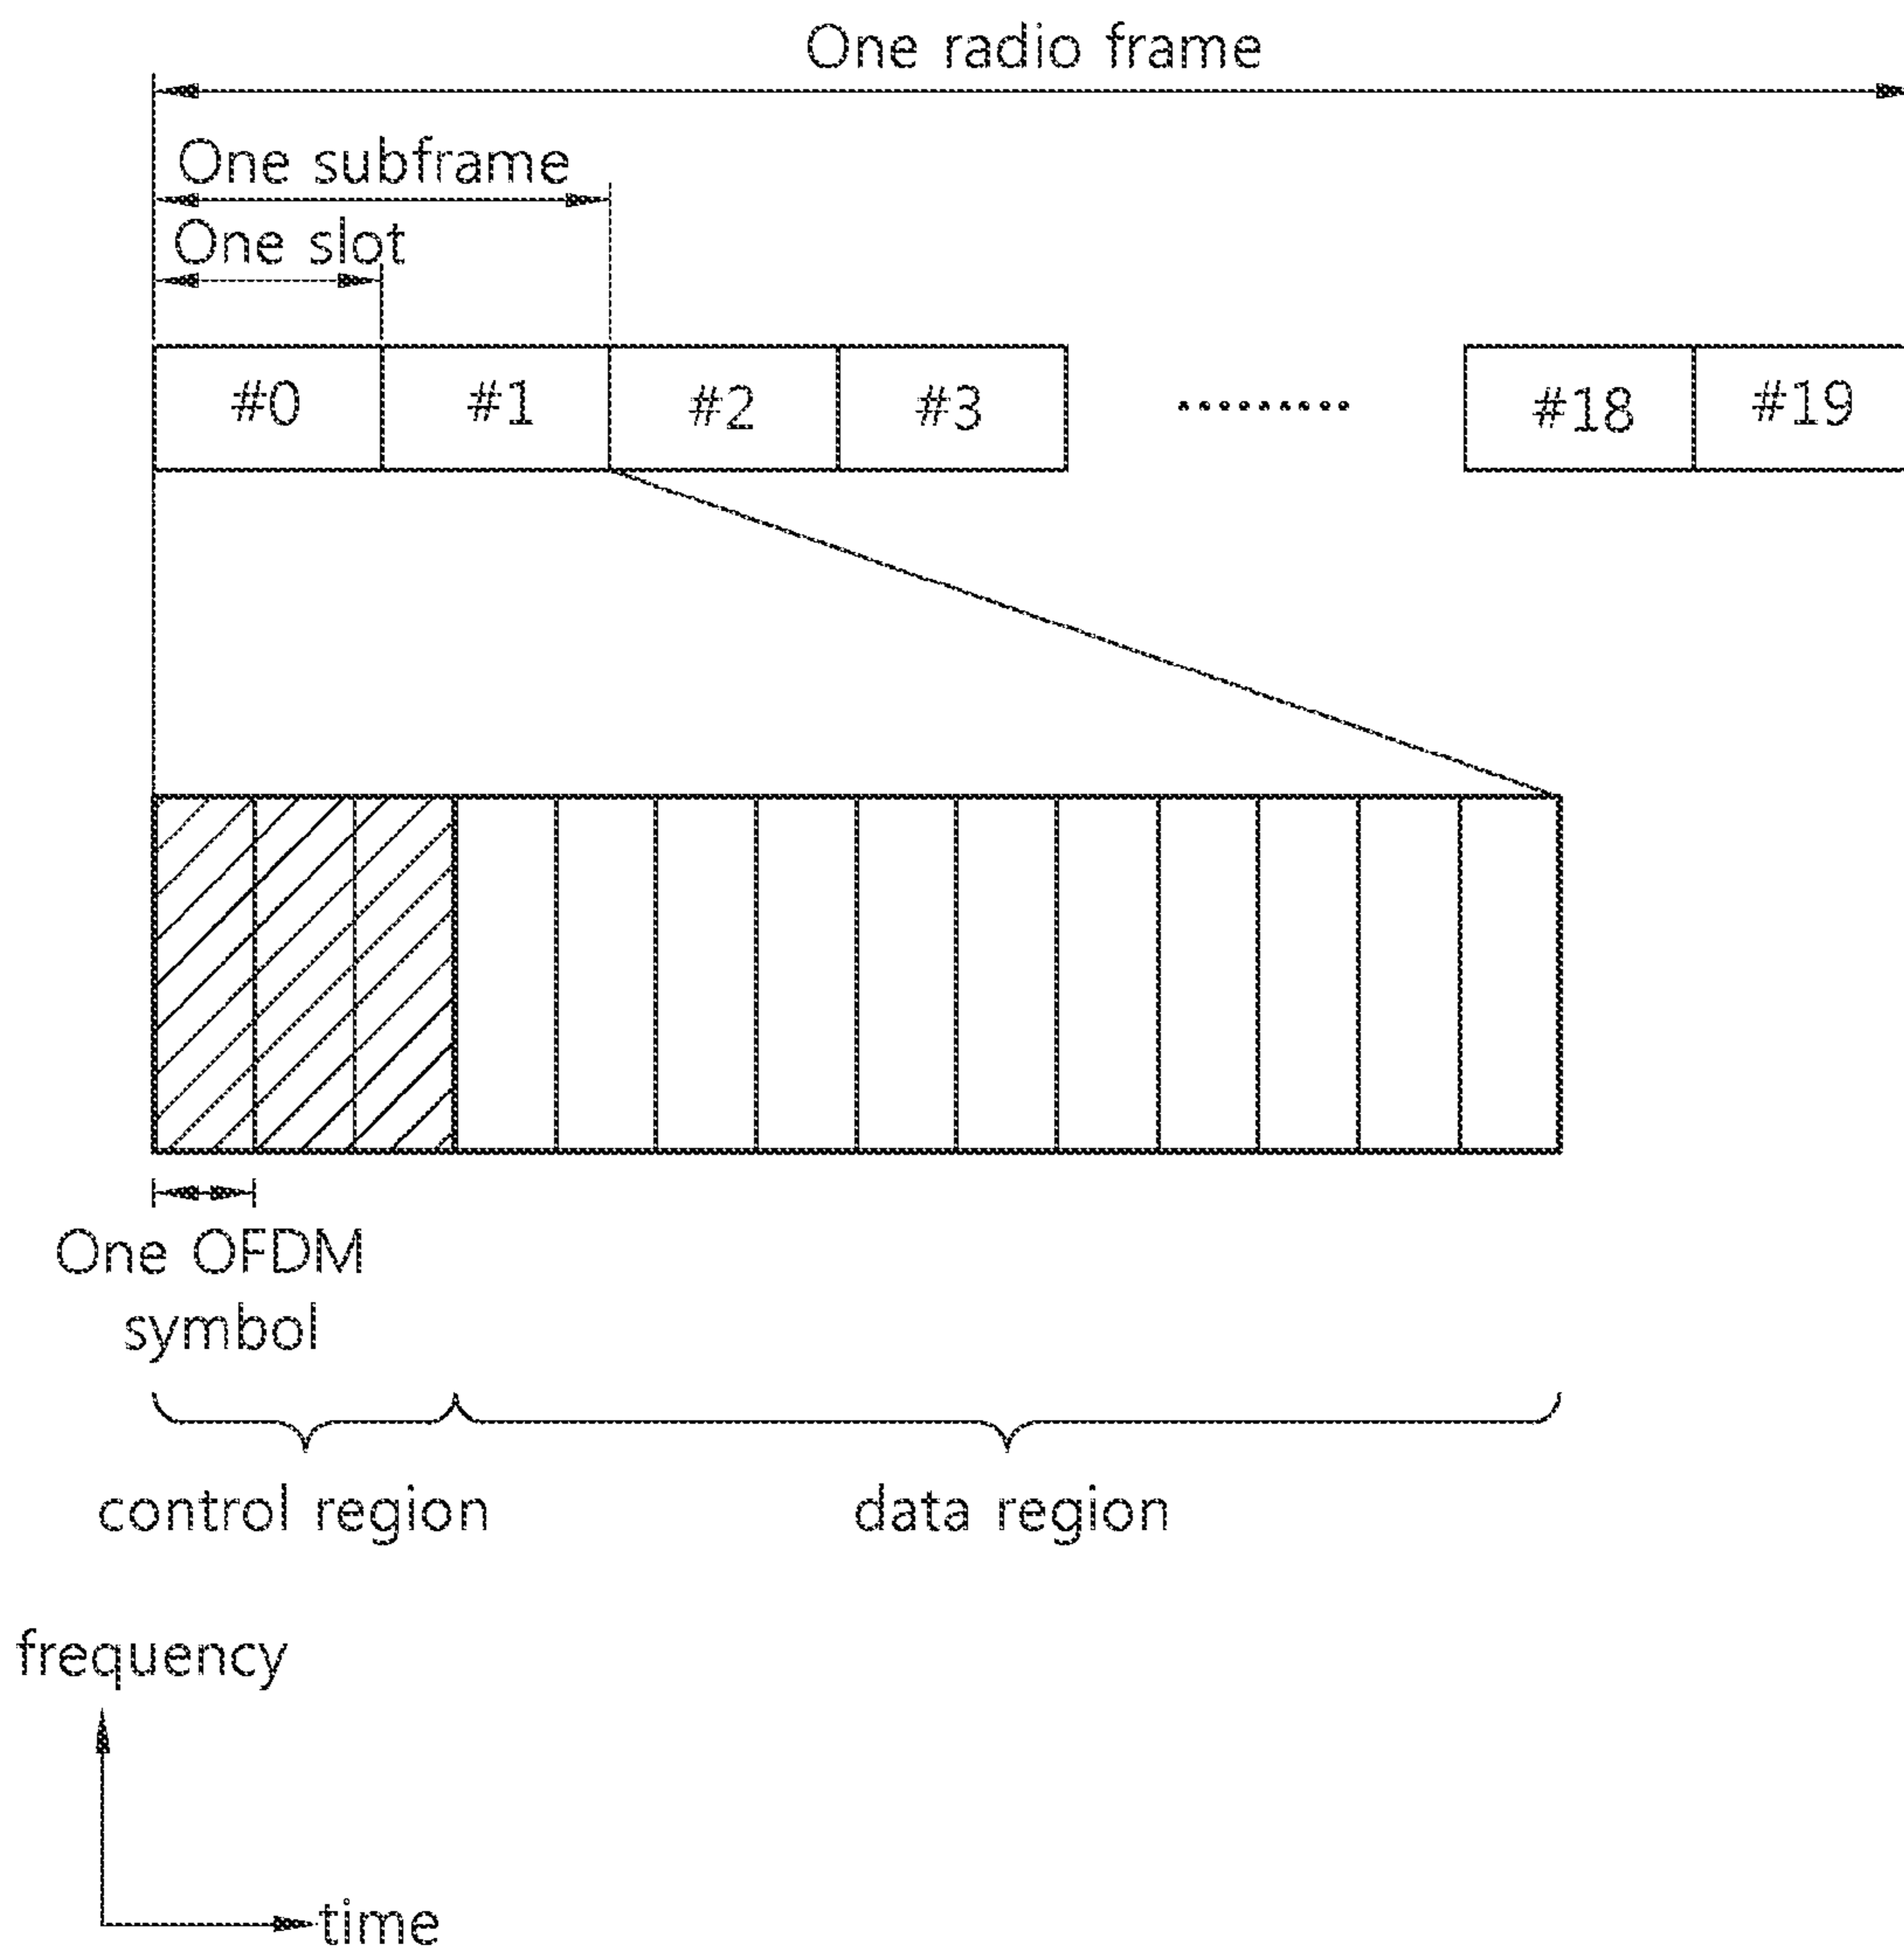 One radio frame
One subframe
One slot
#0 #1 #2 #3 ......... #18 #19
One OFDM
symbol
control region data region
frequency
time